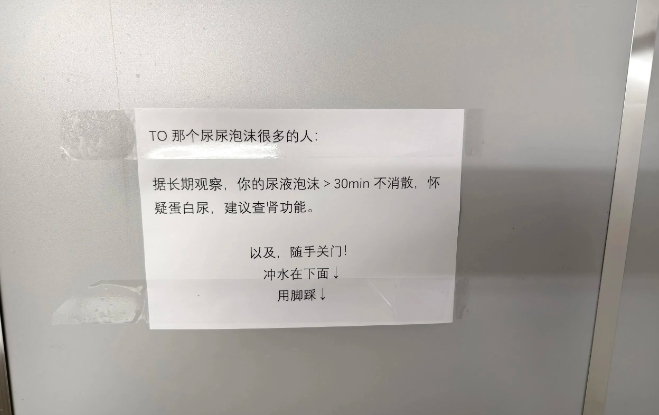 TO 那个尿尿泡沫很多的人：
据长期观察，你的尿液泡沫＞30min 不消散，怀
疑蛋白尿，建议查肾功能。
以及，随手关门！
冲水在下面↓
用脚踩↓